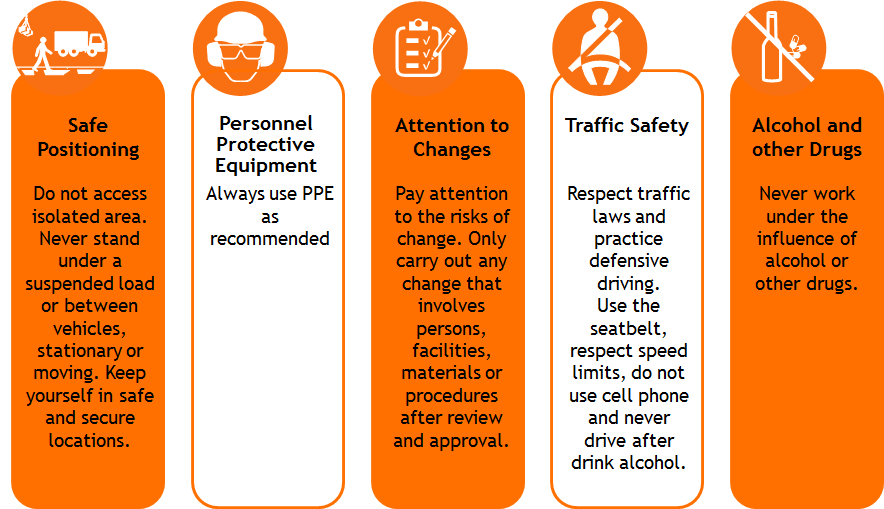 Safe
Positioning
Do not access
isolated area.
Never stand
under a
suspended load
or between
vehicles,
stationary or
moving. Keep
yourself in safe
and secure
locations.
Personnel
Protective
Equipment
Always use PPE
as
recommended
Attention to
Changes
Pay attention
to the risks of
change. Only
carry out any
change that
involves
persons,
facilities,
materials or
procedures
after review
and approval.
Traffic Safety
Respect traffic
laws and
practice
defensive
driving.
Use the
seatbelt,
respect speed
limits, do not
use cell phone
and never
drive after
drink alcohol.
Alcohol and
other Drugs
Never work
under the
influence of
alcohol or
other drugs.